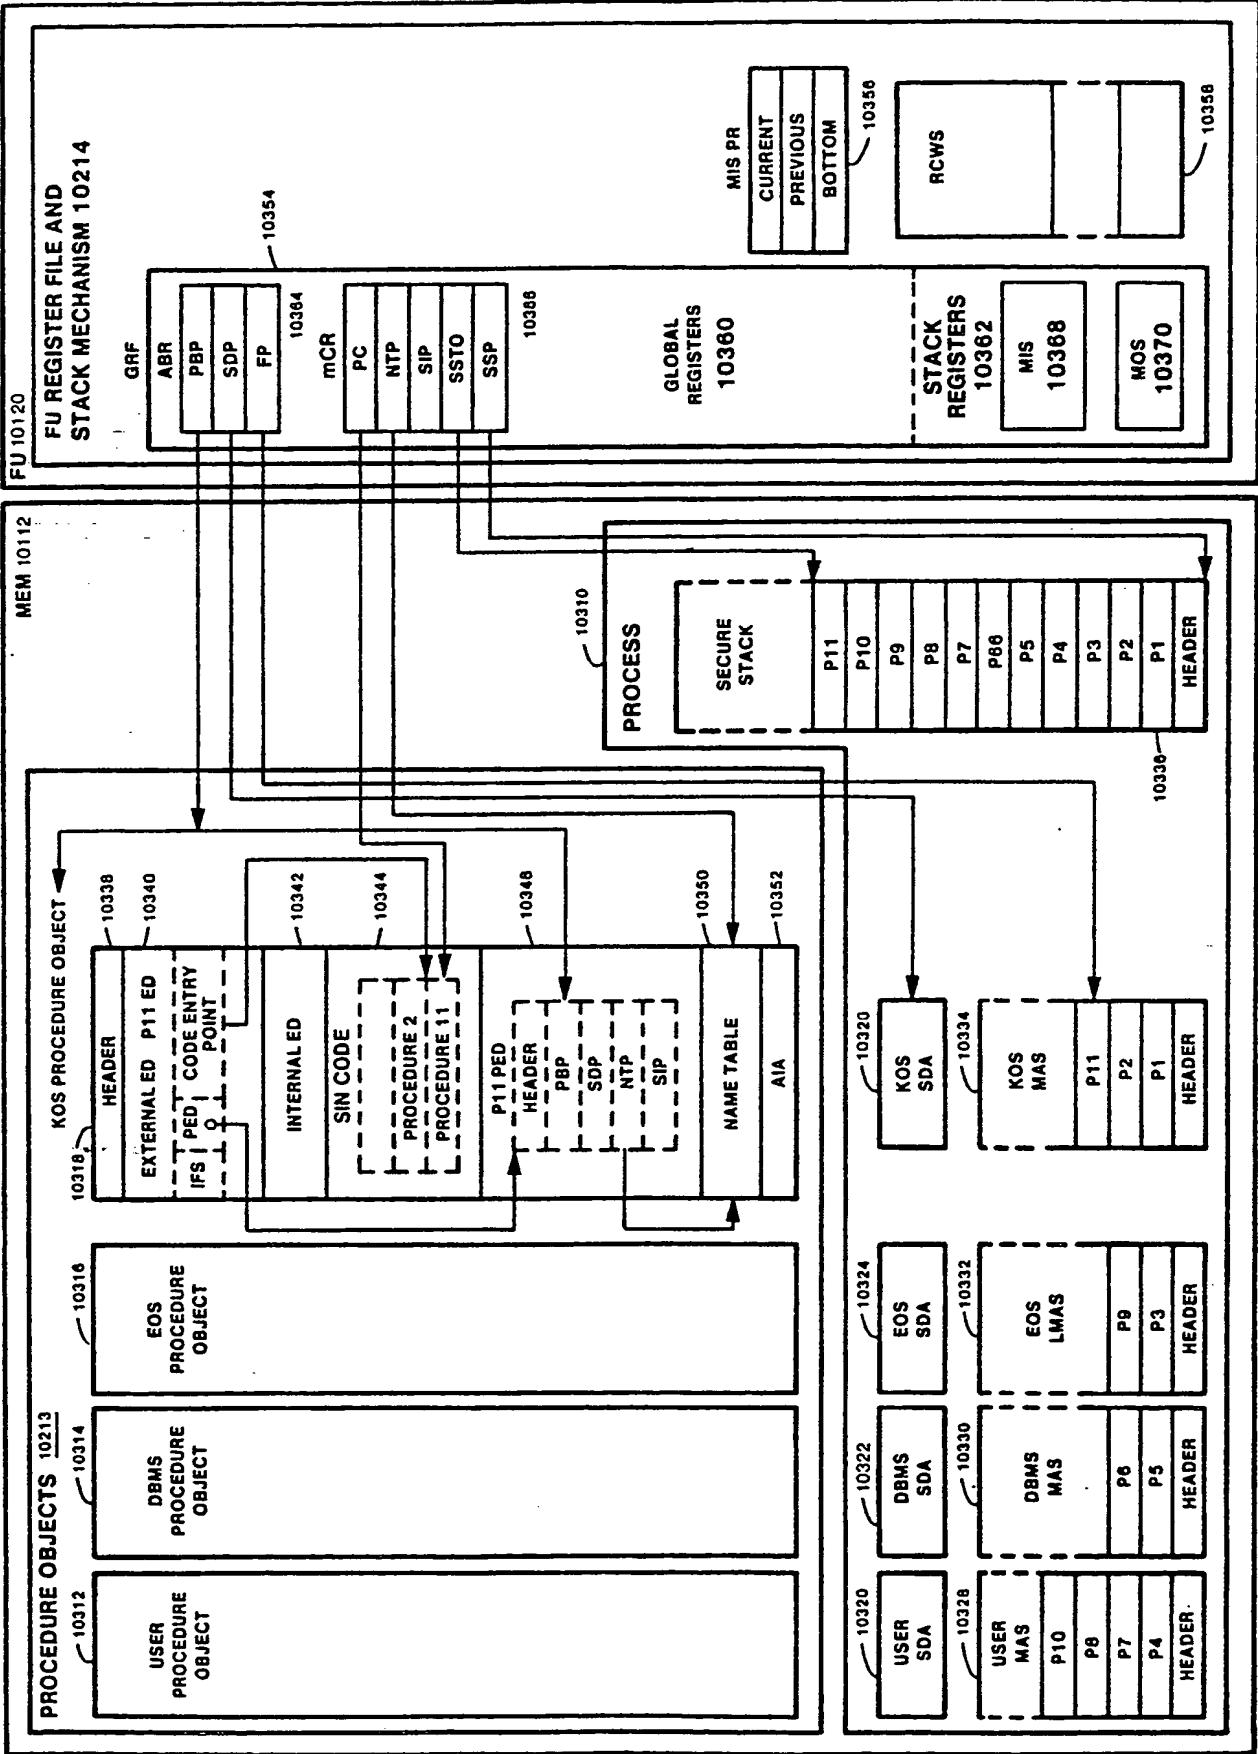 PROCEDURE OBJECTS 10213
10312
USER
PROCEDURE
OBJECT
10314
DBMS
PROCEDURE
OBJECT
10316
EOS
PROCEDURE
OBJECT
KOS PROCEDURE OBJECT
10318
10338
HEADER
10340
EXTERNAL ED P11 ED
IFS PED CODE ENTRY
O POINT
10342
INTERNAL ED
10344
SIN CODE
PROCEDURE 2
PROCEDURE 11
10348
P11 PED
HEADER
PBP
SDP
NTP
SIP
10350
NAME TABLE
10352
AIA
MEM 10112
10310
PROCESS
SECURE
STACK
P11
P10
P9
P8
P7
P66
P5
P4
P3
P2
P1
HEADER
10336
10320
USER
SDA
10322
DBMS
SDA
10324
EOS
SDA
10320
KOS
SDA
10328
USER
MAS
P10
P8
P7
P4
HEADER
10330
DBMS
MAS
P6
P5
HEADER
10332
EOS
LMAS
P9
P3
HEADER
10334
KOS
MAS
P11
P2
P1
HEADER
FU 10120
FU REGISTER FILE AND
STACK MECHANISM 10214
10354
GRF
ABR
PBP
SDP
FP
10364
mCR
PC
NTP
SIP
SSTO
SSP
10366
GLOBAL
REGISTERS
10360
STACK
REGISTERS
10362
MIS
10368
MOS
10370
MIS PR
CURRENT
PREVIOUS
BOTTOM
10356
RCWS
10358